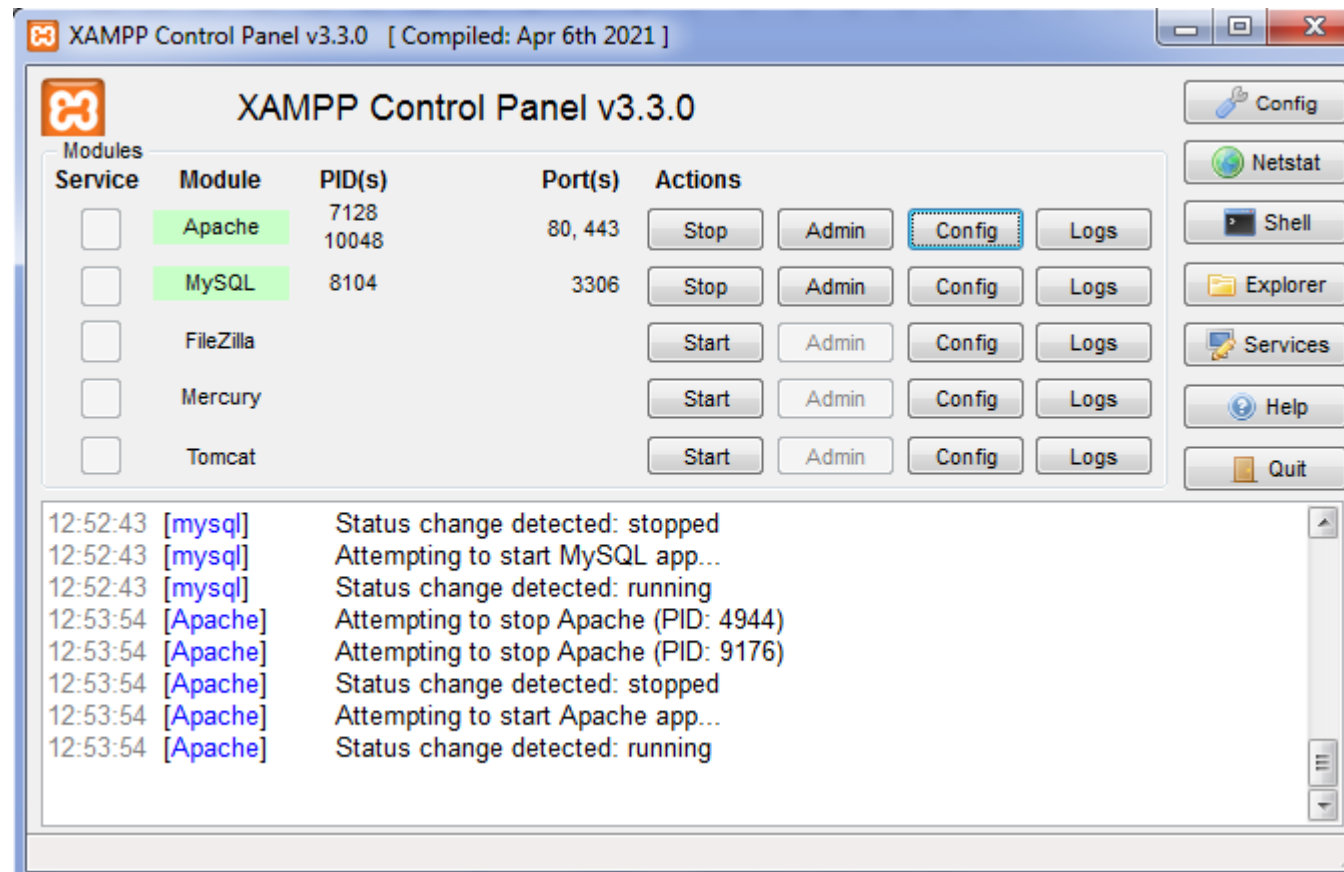 XAMPP Control Panel v3.3.0 [ Compiled: Apr 6th 2021 ]
XAMPP Control Panel v3.3.0
Config
Modules
Netstat
Service Module PID(s) Port(s) Actions
Apache 7128 10048 80, 443 Stop Admin Config Logs
Shell
MySQL 8104 3306 Stop Admin Config Logs
Explorer
FileZilla Start Admin Config Logs
Services
Mercury Start Admin Config Logs
Help
Tomcat Start Admin Config Logs
Quit
12:52:43 [mysql] Status change detected: stopped
12:52:43 [mysql] Attempting to start MySQL app...
12:52:43 [mysql] Status change detected: running
12:53:54 [Apache] Attempting to stop Apache (PID: 4944)
12:53:54 [Apache] Attempting to stop Apache (PID: 9176)
12:53:54 [Apache] Status change detected: stopped
12:53:54 [Apache] Attempting to start Apache app...
12:53:54 [Apache] Status change detected: running